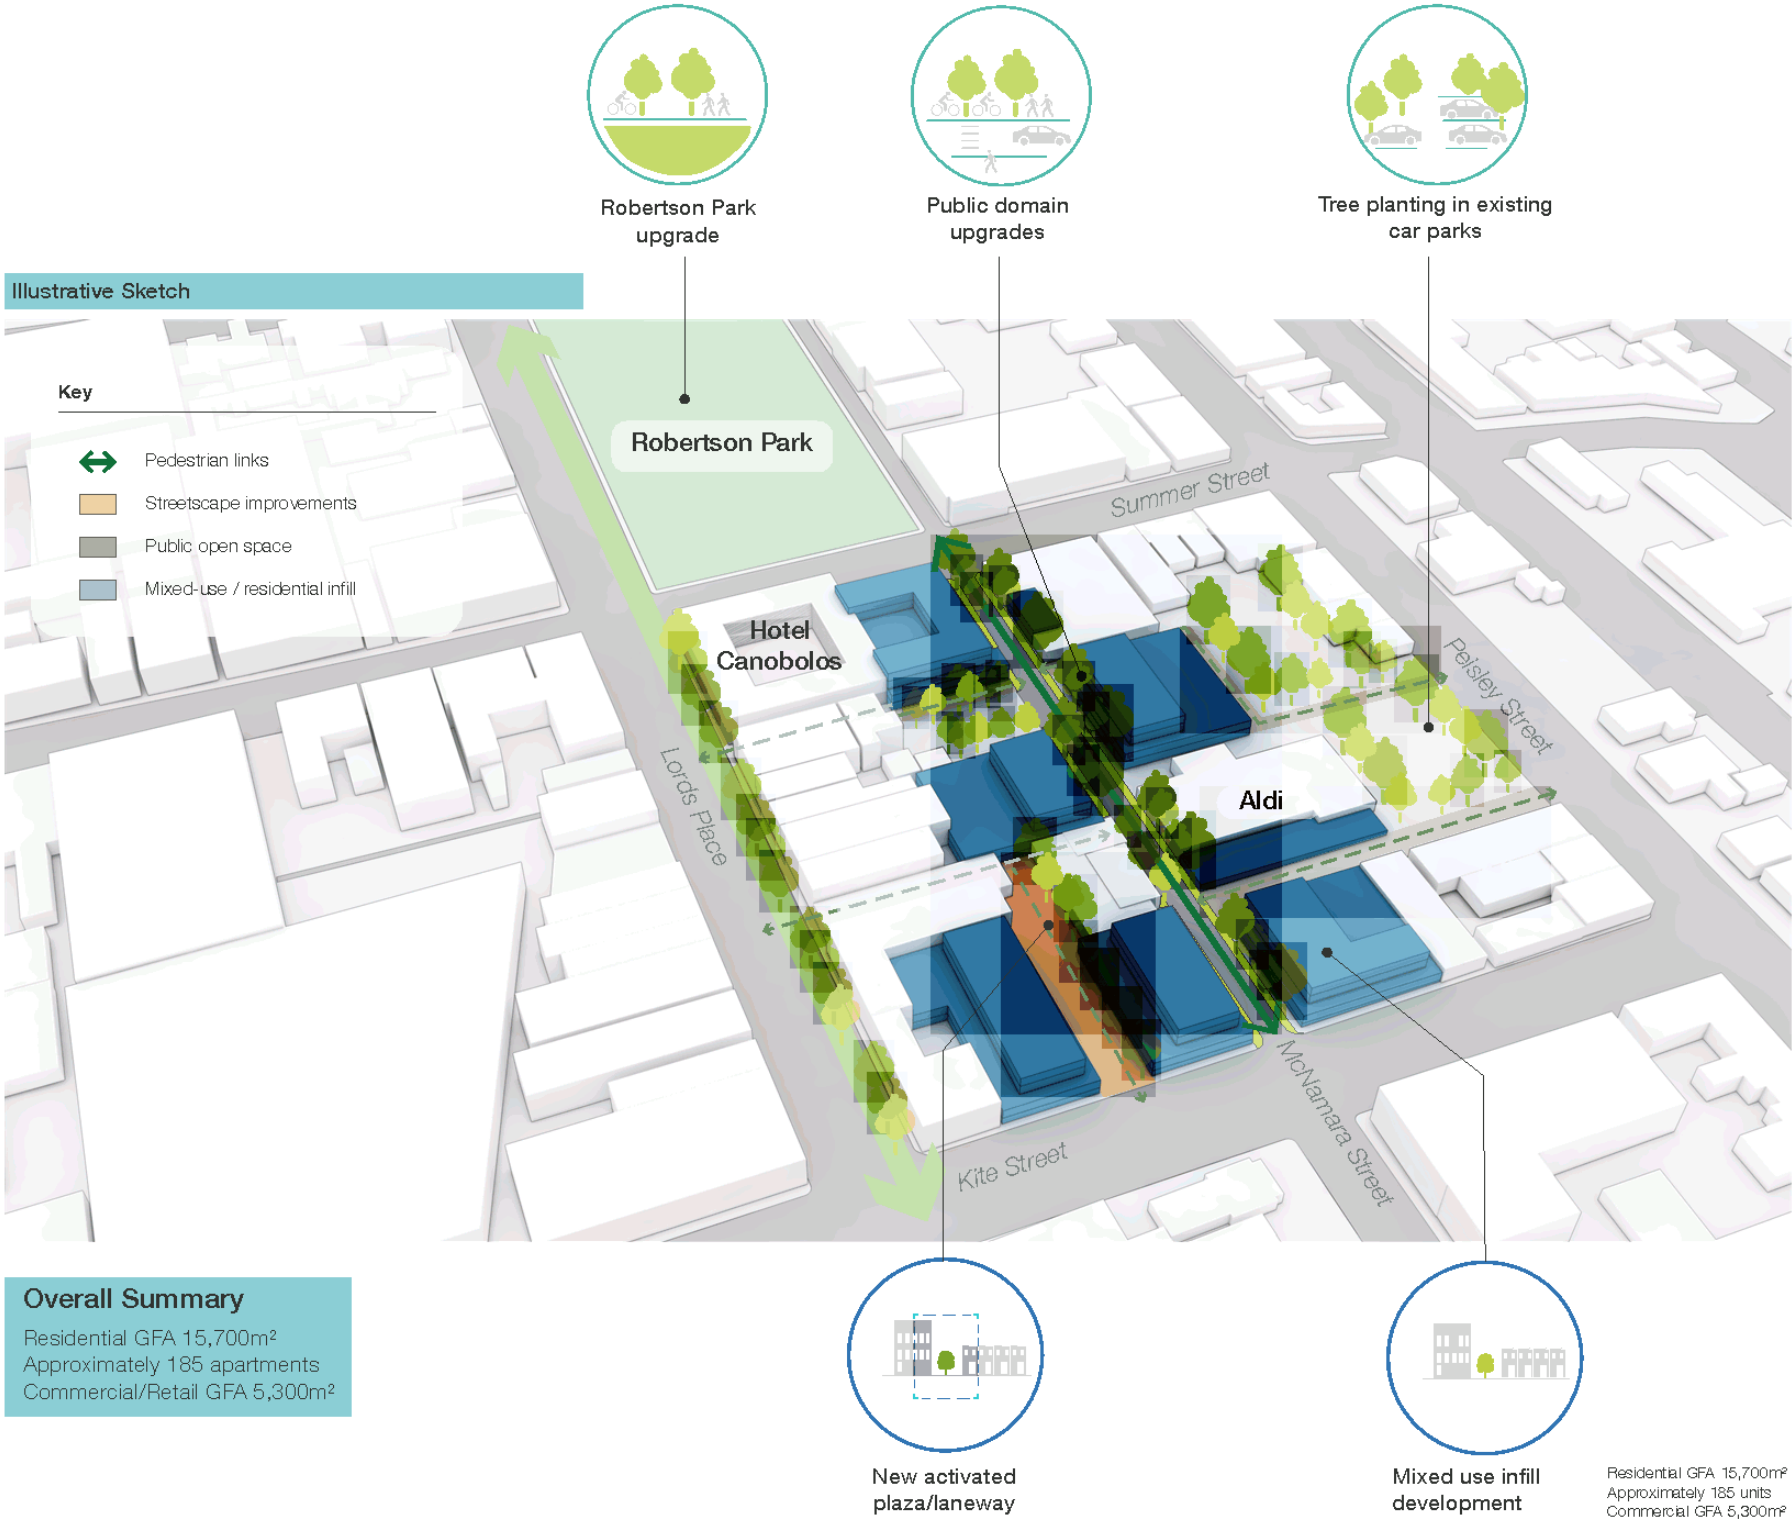 Robertson Park
upgrade
Public domain
upgrades
Tree planting in existing
car parks
Illustrative Sketch
Key
Pedestrian links
Streetscape improvements
Public open space
Mixed-use / residential infill
Robertson Park
Summer Street
Hotel
Canobolos
Peisley Street
Lords Place
Aldi
McNamara Street
Kite Street
Overall Summary
Residential GFA 15,700m²
Approximately 185 apartments
Commercial/Retail GFA 5,300m²
New activated
plaza/laneway
Mixed use infill
development
Residential GFA 15,700m²
Approximately 185 units
Commercial GFA 5,300m²